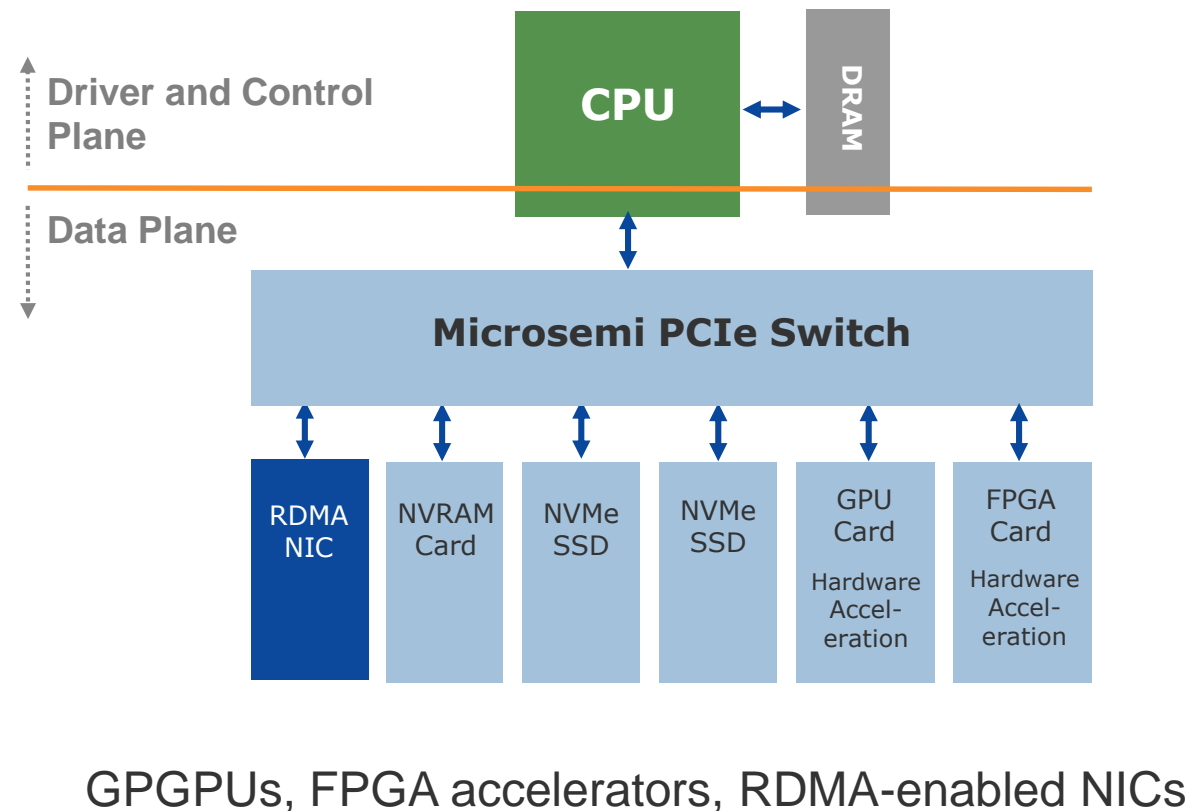 CPU
DRAM
Driver and Control
Plane
Data Plane
Microsemi PCIe Switch
RDMA
NIC
NVRAM
Card
NVMe
SSD
NVMe
SSD
GPU
Card
Hardware
Accel-
eration
FPGA
Card
Hardware
Accel-
eration
GPGPUs, FPGA accelerators, RDMA-enabled NICs